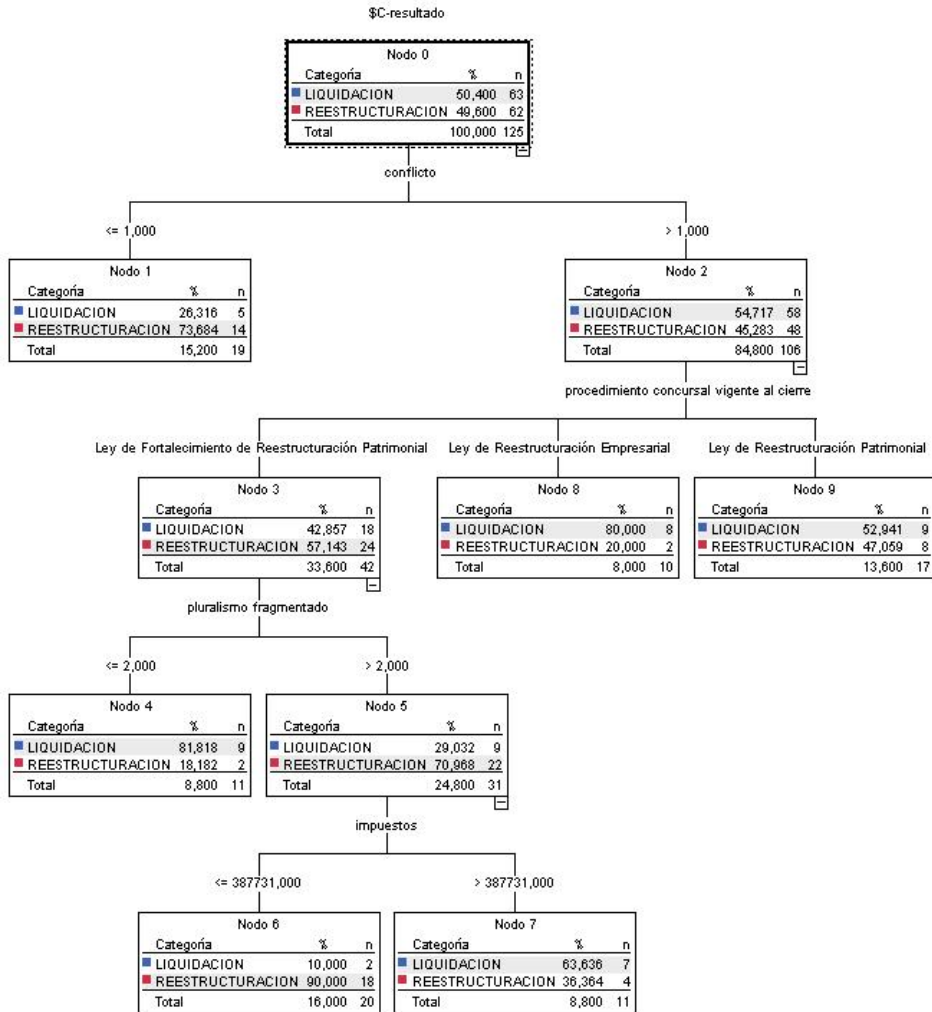 $C-resultado
Nodo 0
Categoría % n
LIQUIDACION 50,400 63
REESTRUCTURACION 49,600 62
Total 100,000 125
conflicto
<= 1,000
> 1,000
Nodo 1
Categoría % n
LIQUIDACION 26,316 5
REESTRUCTURACION 73,684 14
Total 15,200 19
Nodo 2
Categoría % n
LIQUIDACION 54,717 58
REESTRUCTURACION 45,283 48
Total 84,800 106
procedimiento concursal vigente al cierre
Ley de Fortalecimiento de Reestructuración Patrimonial
Ley de Reestructuración Empresarial
Ley de Reestructuración Patrimonial
Nodo 3
Categoría % n
LIQUIDACION 42,857 18
REESTRUCTURACION 57,143 24
Total 33,600 42
Nodo 8
Categoría % n
LIQUIDACION 80,000 8
REESTRUCTURACION 20,000 2
Total 8,000 10
Nodo 9
Categoría % n
LIQUIDACION 52,941 9
REESTRUCTURACION 47,059 8
Total 13,600 17
pluralismo fragmentado
<= 2,000
> 2,000
Nodo 4
Categoría % n
LIQUIDACION 81,818 9
REESTRUCTURACION 18,182 2
Total 8,800 11
Nodo 5
Categoría % n
LIQUIDACION 29,032 9
REESTRUCTURACION 70,968 22
Total 24,800 31
impuestos
<= 387731,000
> 387731,000
Nodo 6
Categoría % n
LIQUIDACION 10,000 2
REESTRUCTURACION 90,000 18
Total 16,000 20
Nodo 7
Categoría % n
LIQUIDACION 63,636 7
REESTRUCTURACION 36,364 4
Total 8,800 11